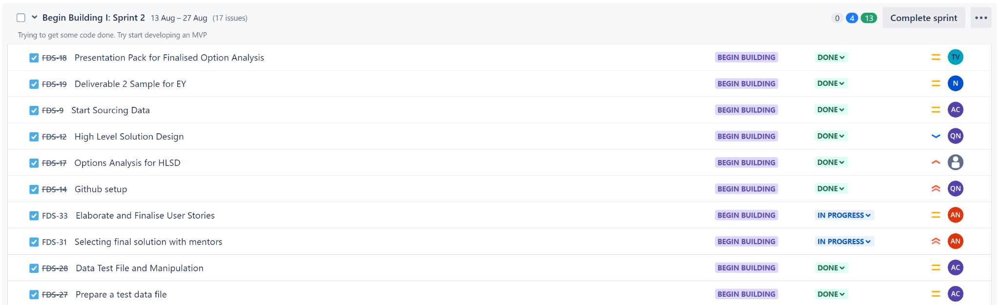 Begin Building I: Sprint 2 13 Aug – 27 Aug (17 issues) 0 4 13 Complete sprint
Trying to get some code done. Try start developing an MVP
FDS-18 Presentation Pack for Finalised Option Analysis BEGIN BUILDING DONE TV
FDS-19 Deliverable 2 Sample for EY BEGIN BUILDING DONE N
FDS-9 Start Sourcing Data BEGIN BUILDING DONE AC
FDS-12 High Level Solution Design BEGIN BUILDING DONE QN
FDS-17 Options Analysis for HLSD BEGIN BUILDING DONE
FDS-14 Github setup BEGIN BUILDING DONE QN
FDS-33 Elaborate and Finalise User Stories BEGIN BUILDING IN PROGRESS AN
FDS-31 Selecting final solution with mentors BEGIN BUILDING IN PROGRESS AN
FDS-28 Data Test File and Manipulation BEGIN BUILDING DONE AC
FDS-27 Prepare a test data file BEGIN BUILDING DONE AC